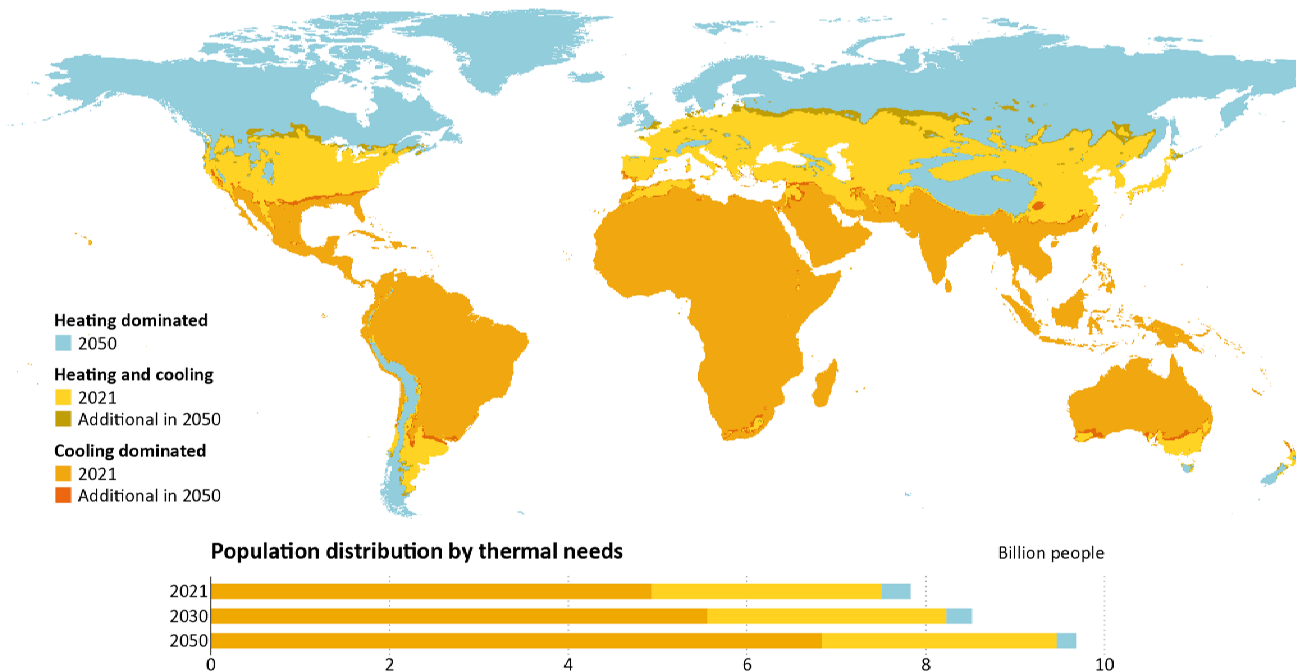 Heating dominated
2050
Heating and cooling
2021
Additional in 2050
Cooling dominated
2021
Additional in 2050
Population distribution by thermal needs
Billion people
2021
2030
2050
0 2 4 6 8 10